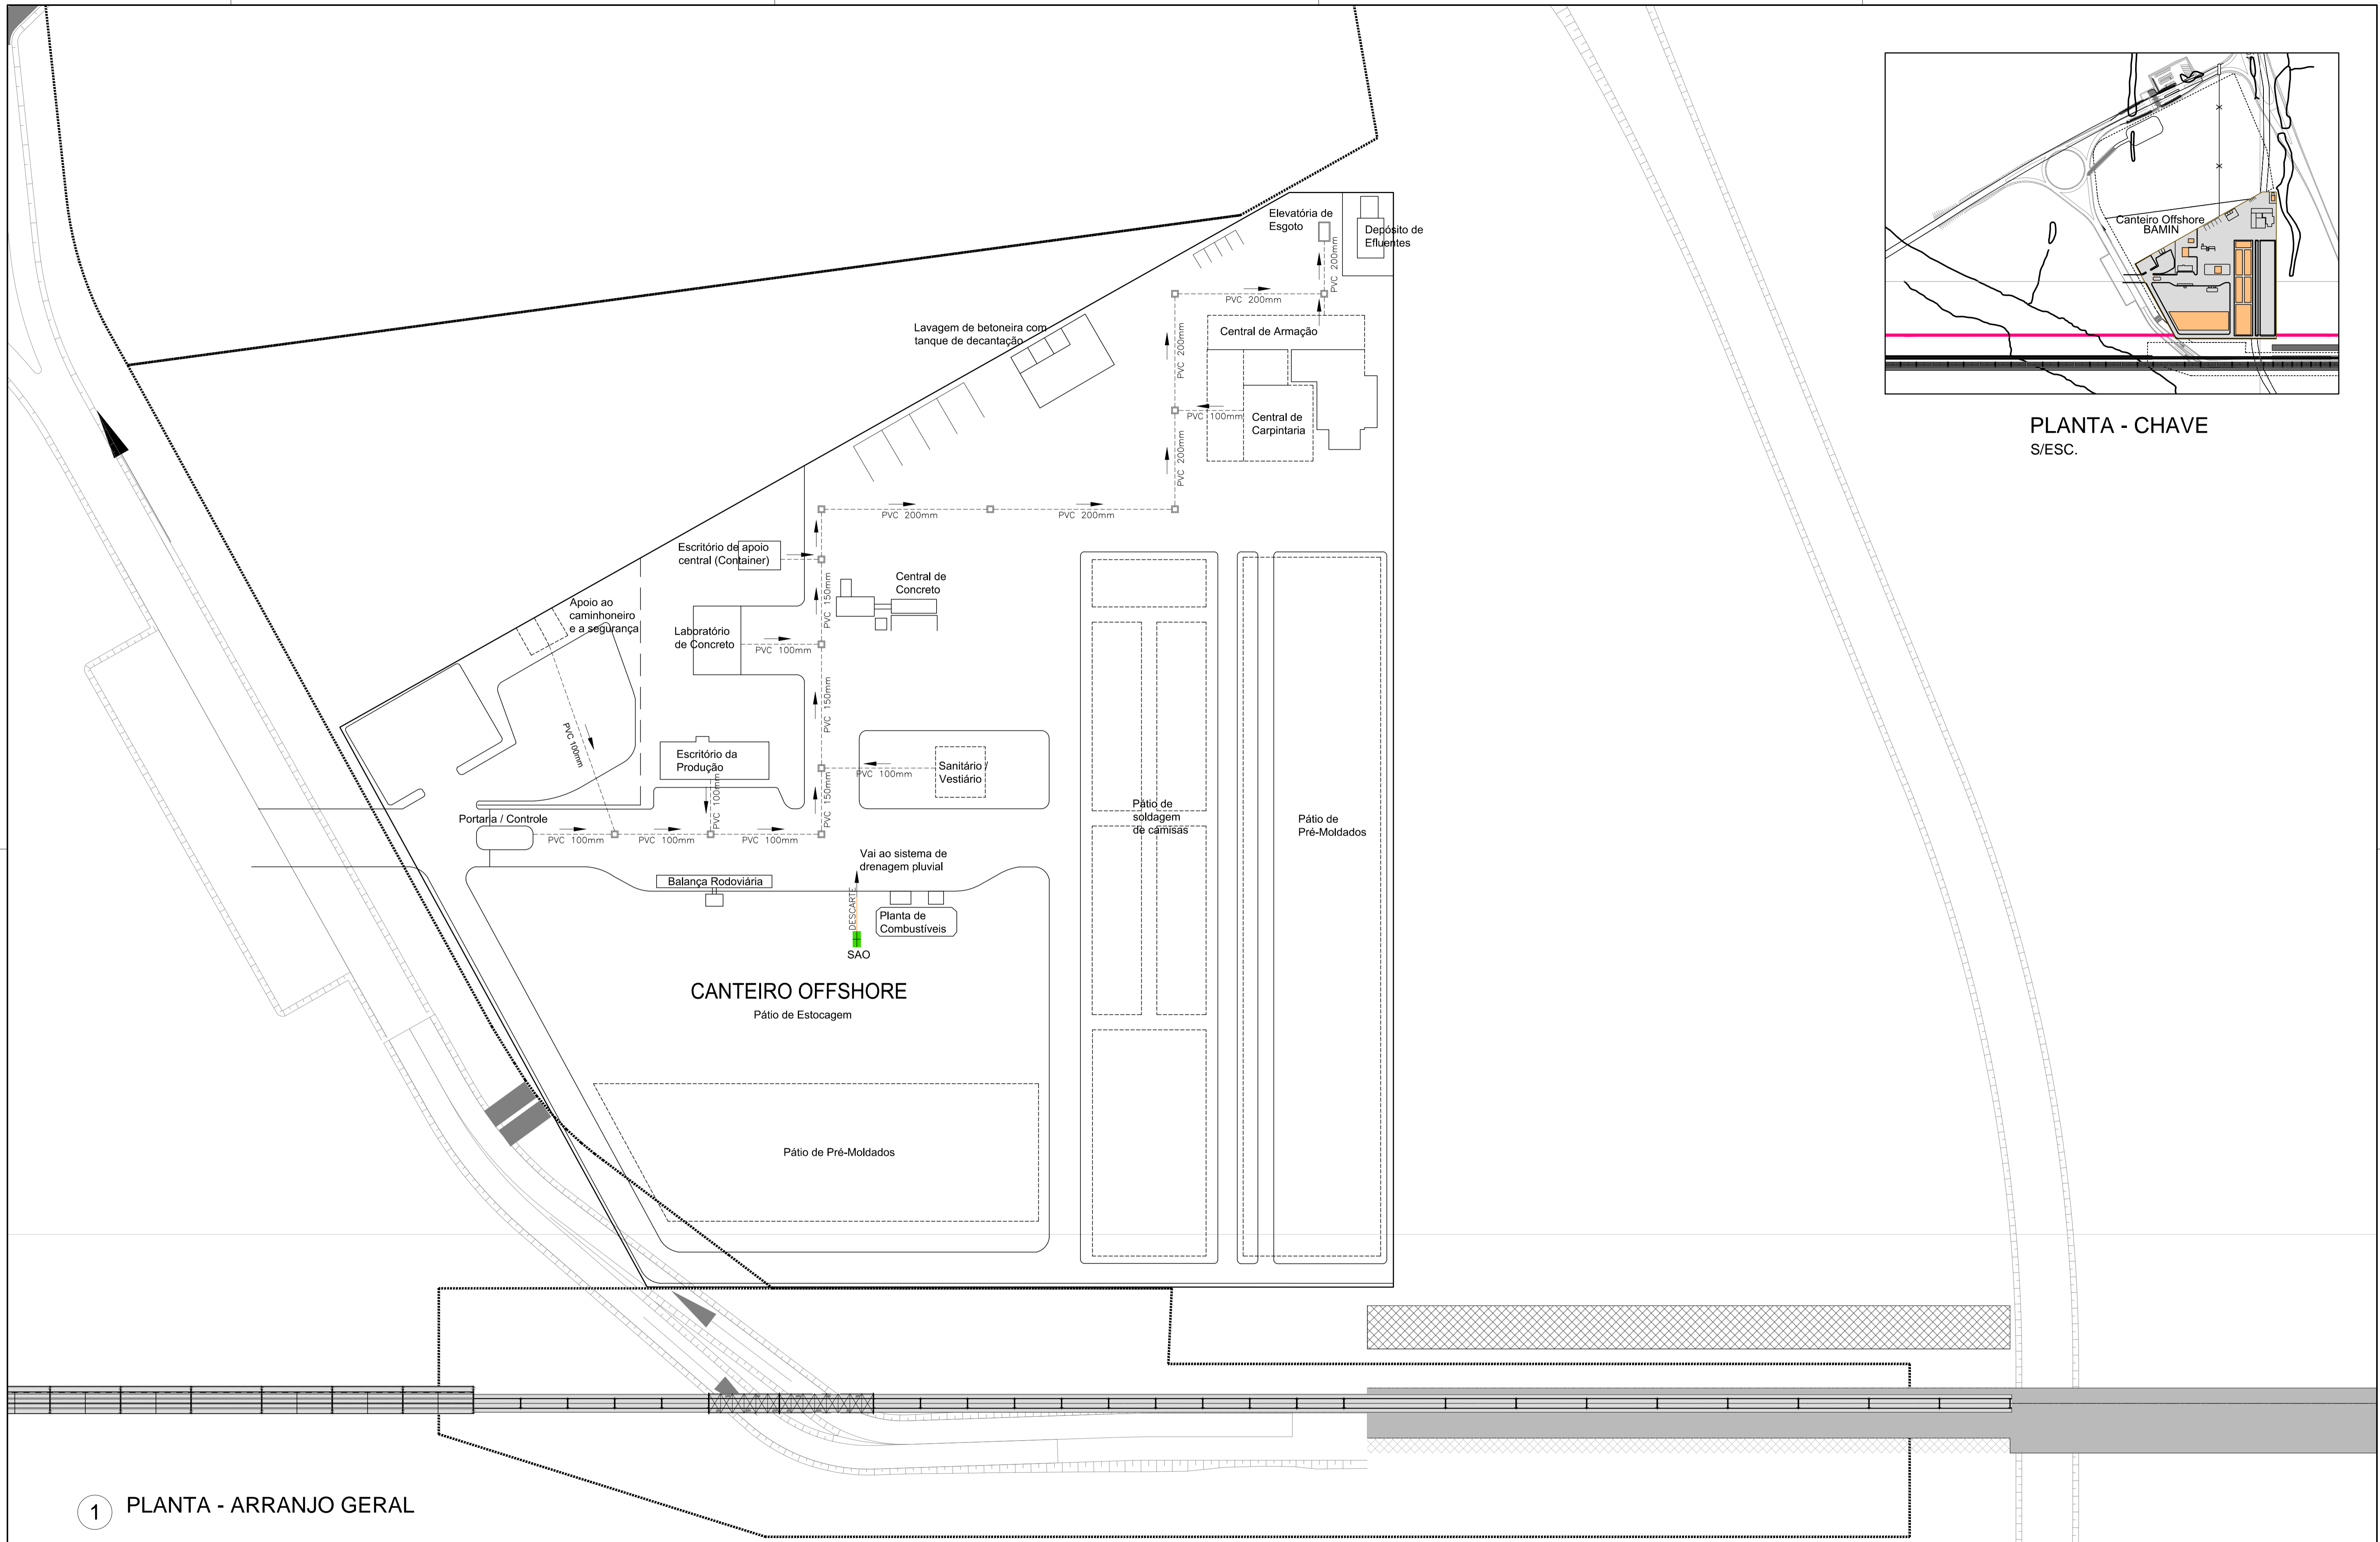 Elevatória de
Esgoto
Depósito de
Efluentes
PVC 200mm
PVC 200mm
Lavagem de betoneira com
tanque de decantação
Central de Armação
PVC 200mm
PVC 100mm
Central de
Carpintaria
PVC 200mm
PVC 200mm
PVC 200mm
Escritório de apoio
central (Container)
Central de
Concreto
PVC 150mm
Apoio ao
caminhoneiro
e a segurança
Laboratório
de Concreto
PVC 100mm
PVC 150mm
PVC 100mm
Escritório da
Produção
PVC 100mm
Sanitário /
Vestiário
PVC 100mm
PVC 150mm
Portaria / Controle
PVC 100mm
PVC 100mm
PVC 100mm
Pátio de
soldagem
de camisas
Pátio de
Pré-Moldados
Vai ao sistema de
drenagem pluvial
Balança Rodoviária
DESCARTE
Planta de
Combustíveis
SAO
CANTEIRO OFFSHORE
Pátio de Estocagem
Pátio de Pré-Moldados
Canteiro Offshore
BAMIN
PLANTA - CHAVE
S/ESC.
1 PLANTA - ARRANJO GERAL